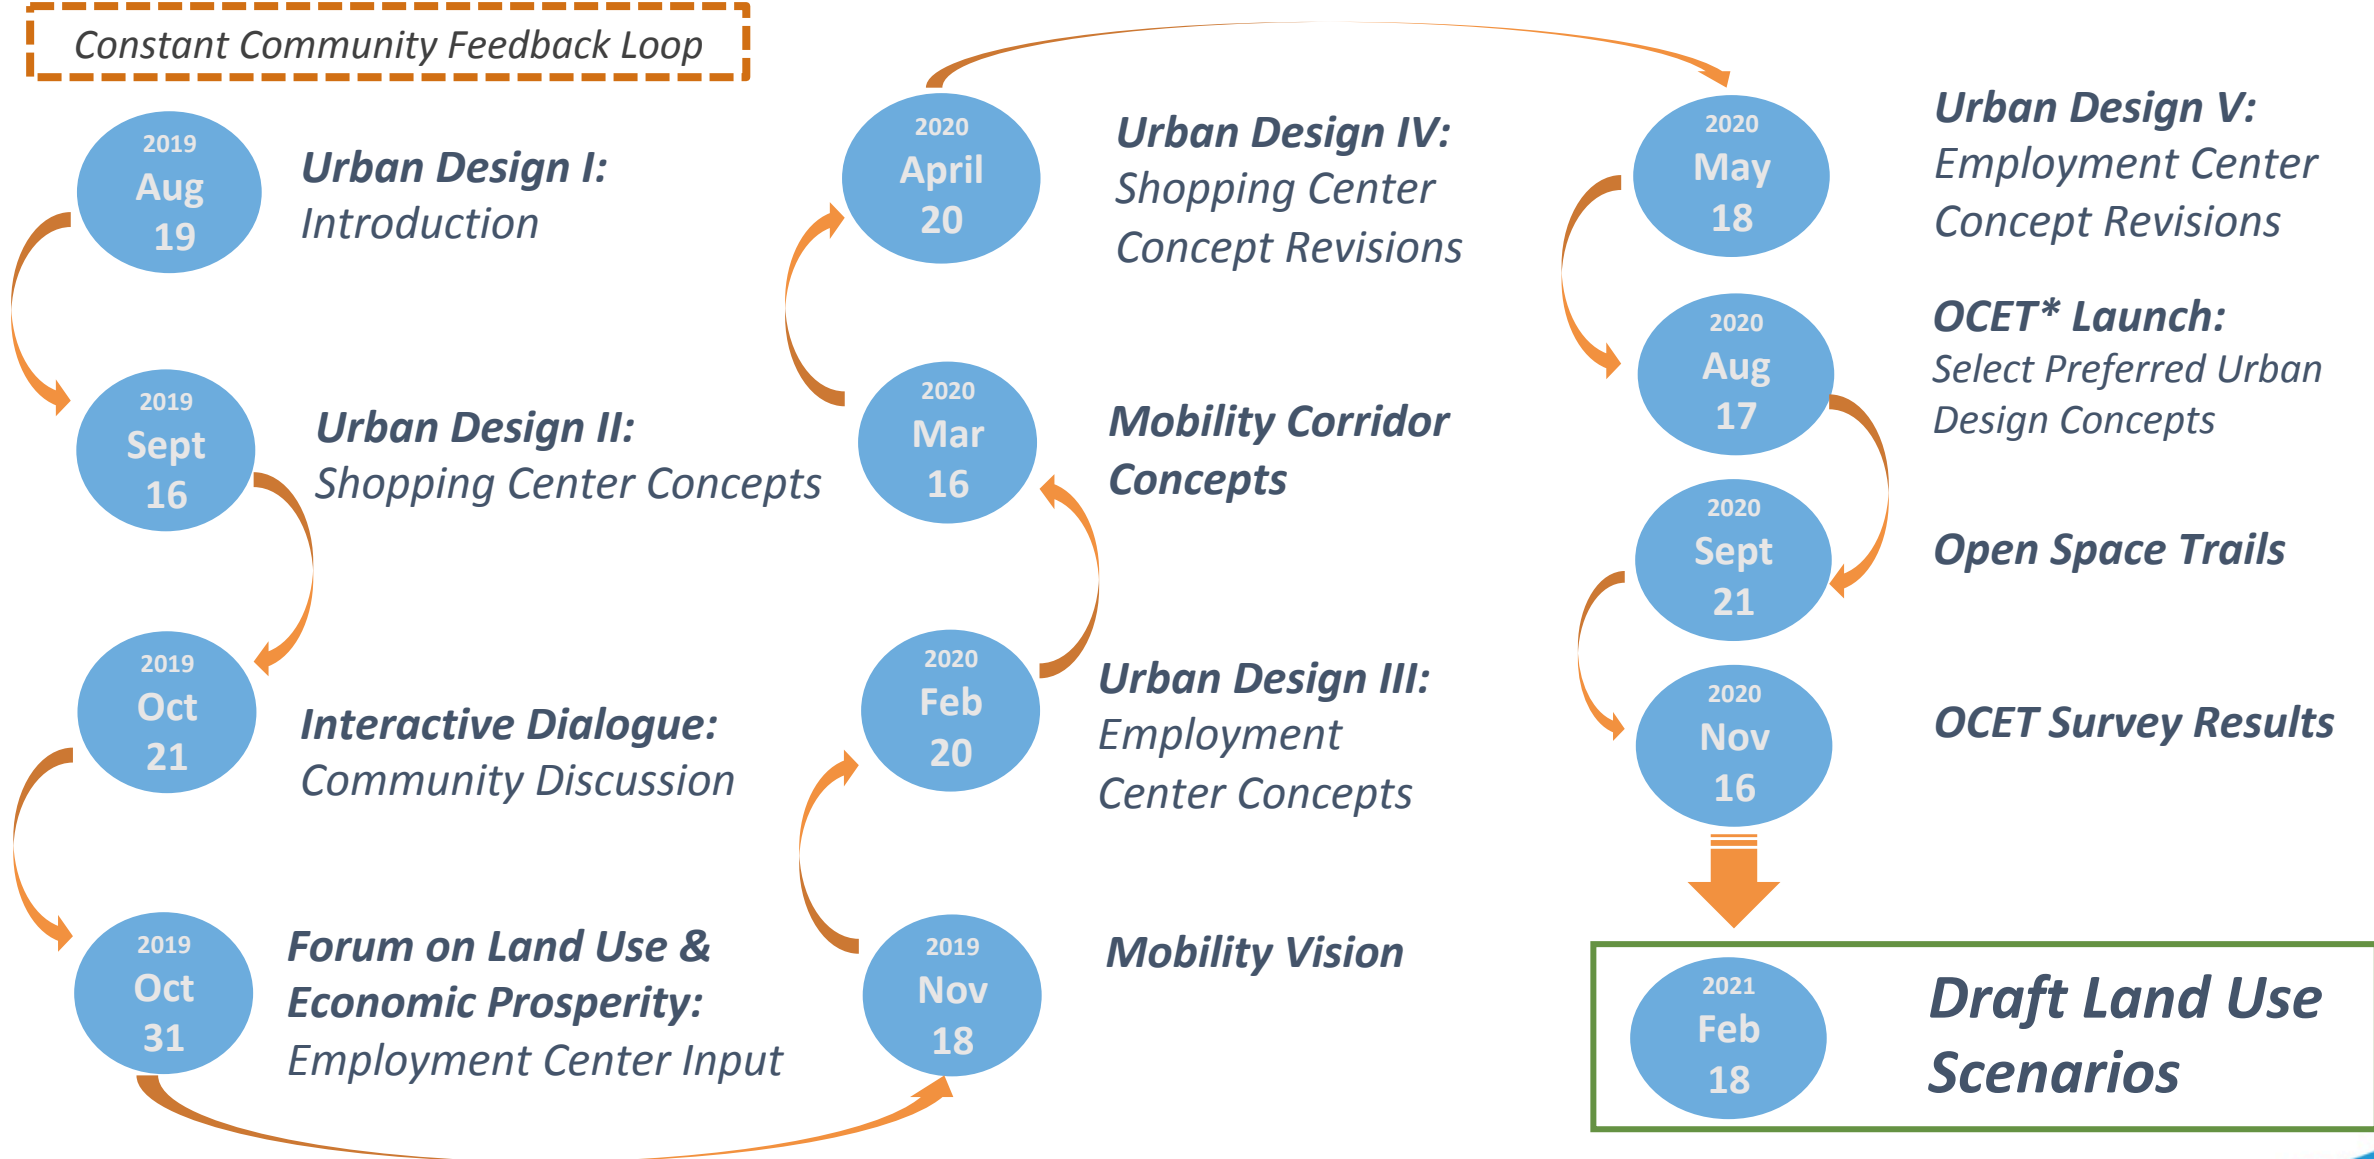 Constant Community Feedback Loop
2019
Aug
19
Urban Design I:
Introduction
2019
Sept
16
Urban Design II:
Shopping Center Concepts
2019
Oct
21
Interactive Dialogue:
Community Discussion
2019
Oct
31
Forum on Land Use &
Economic Prosperity:
Employment Center Input
2019
Nov
18
Mobility Vision
2020
Feb
20
Urban Design III:
Employment
Center Concepts
2020
Mar
16
Mobility Corridor
Concepts
2020
April
20
Urban Design IV:
Shopping Center
Concept Revisions
2020
May
18
Urban Design V:
Employment Center
Concept Revisions
2020
Aug
17
OCET* Launch:
Select Preferred Urban
Design Concepts
2020
Sept
21
Open Space Trails
2020
Nov
16
OCET Survey Results
2021
Feb
18
Draft Land Use
Scenarios